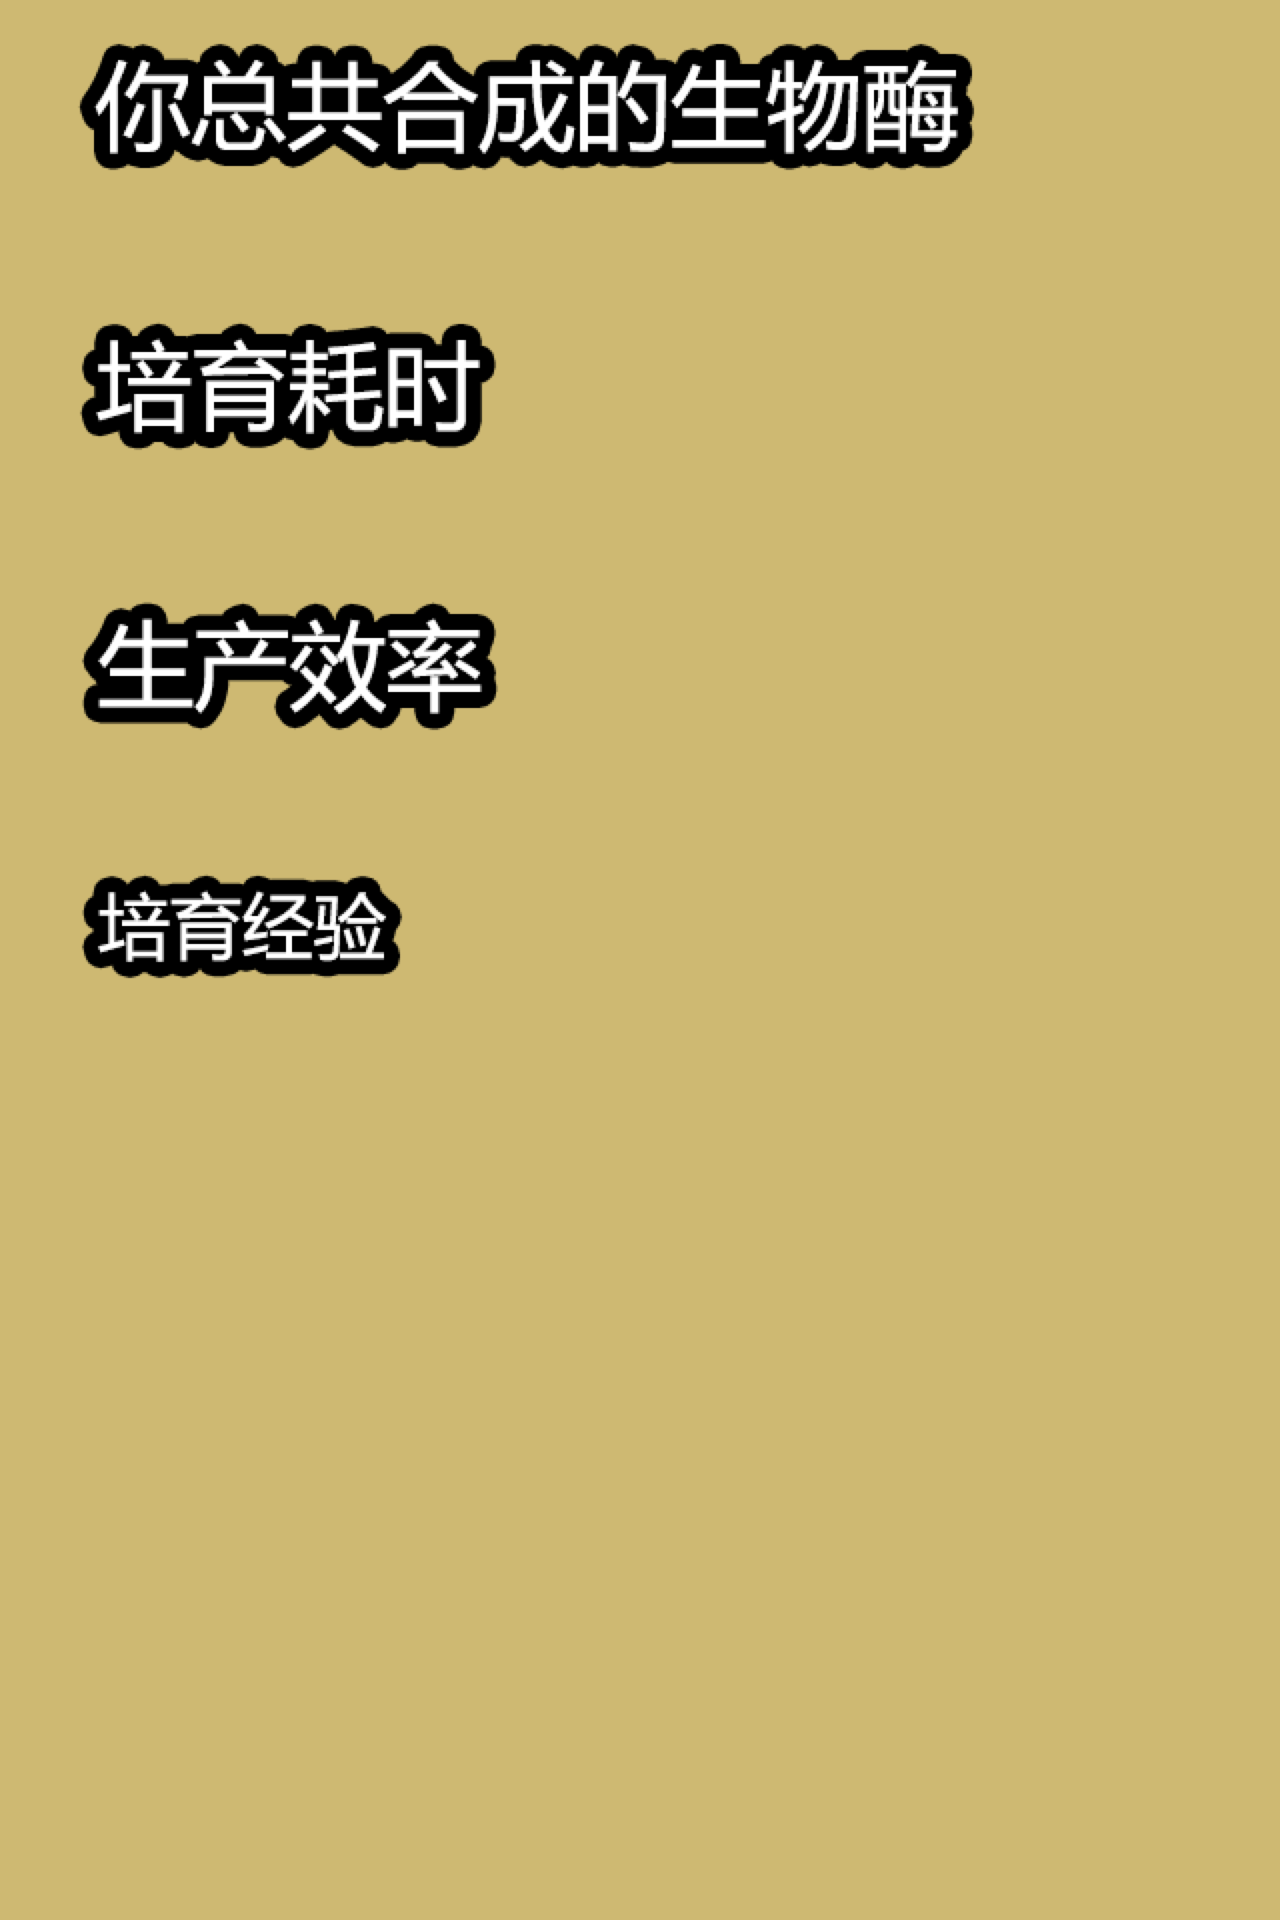 你总共合成的生物酶
培育耗时
生产效率
培育经验